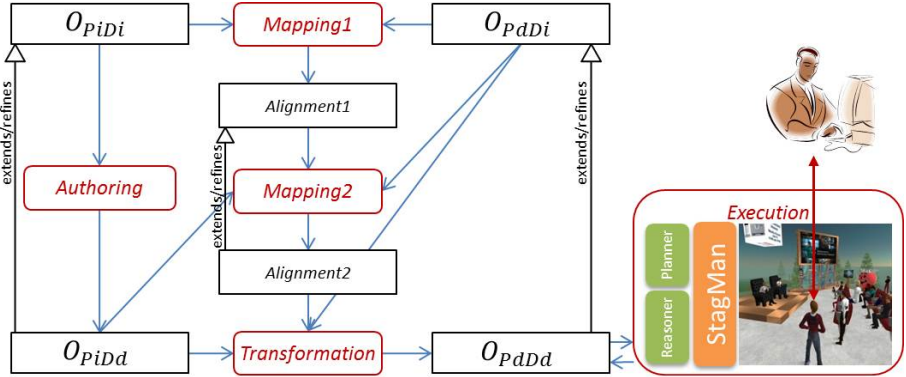 O_PiDi
Mapping1
O_PdDi
extends/refines
Alignment1
extends/refines
extends/refines
Authoring
Mapping2
Alignment2
O_PiDd
Transformation
O_PdDd
Execution
Planner
Reasoner
StagMan